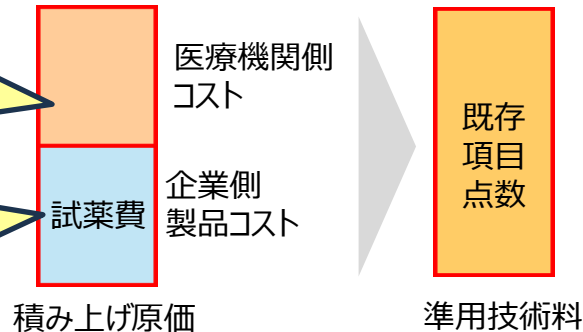 医療機関側
コスト
試薬費
企業側
製品コスト
積み上げ原価
既存
項目
点数
準用技術料